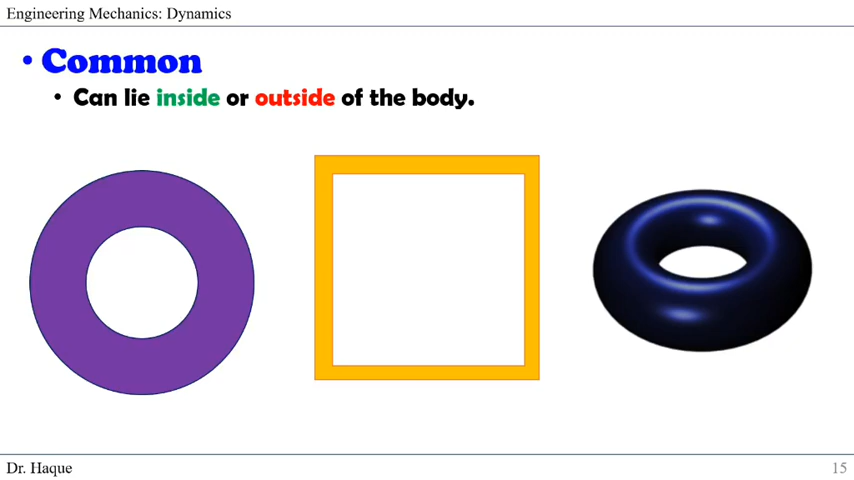 Engineering Mechanics: Dynamics
• Common
• Can lie inside or outside of the body.
Dr. Haque
15